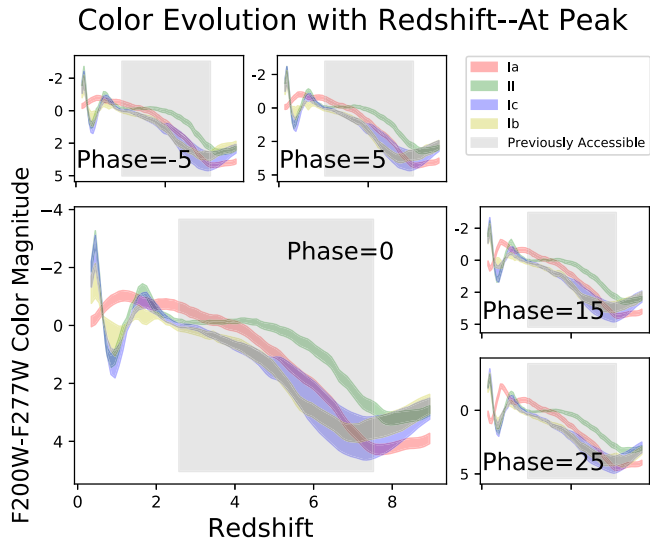 Color Evolution with Redshift--At Peak
-2
0
2
5
Phase=-5
-2
0
2
5
Phase=5
Ia
II
Ic
Ib
Previously Accessible
F200W-F277W Color Magnitude
−4
−2
0
2
4
Phase=0
0
2
4
6
8
Redshift
-2
0
2
5
Phase=15
0
5
Phase=25